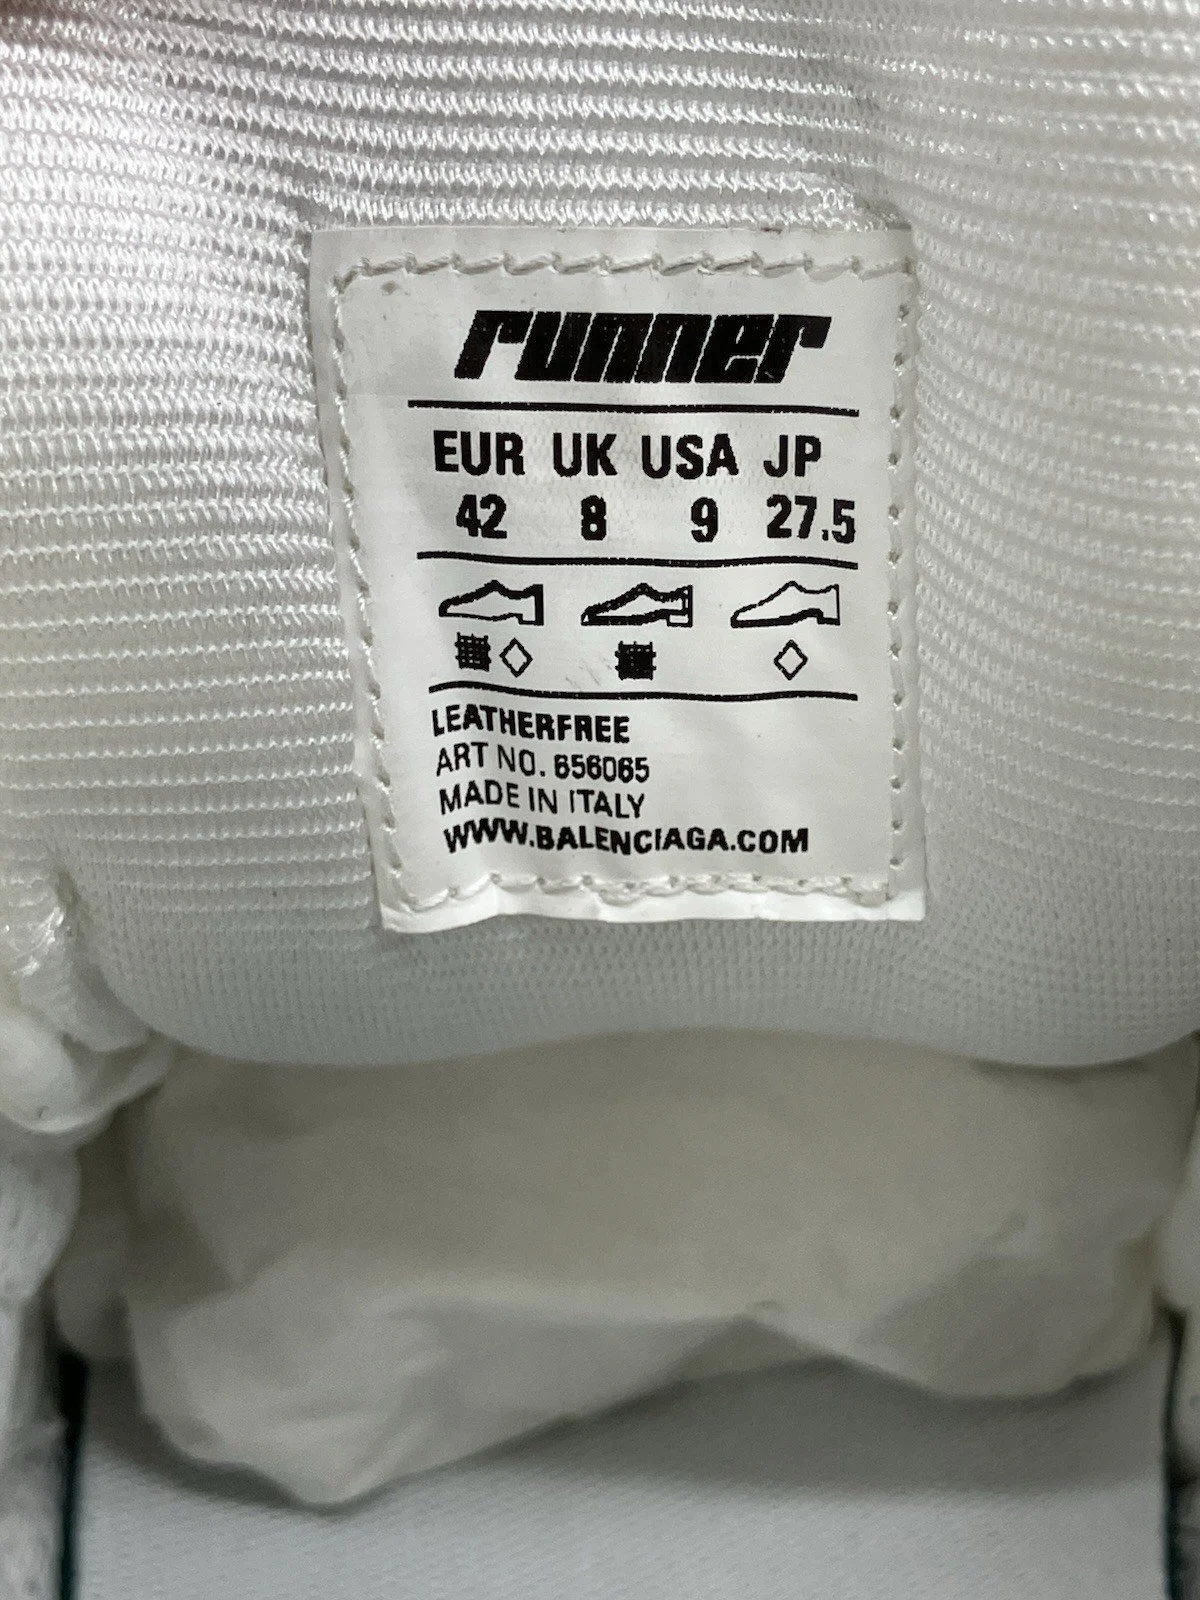 runner
EUR UK USA JP
42 8 9 27.5
LEATHERFREE
ART NO. 656065
MADE IN ITALY
WWW.BALENCIAGA.COM